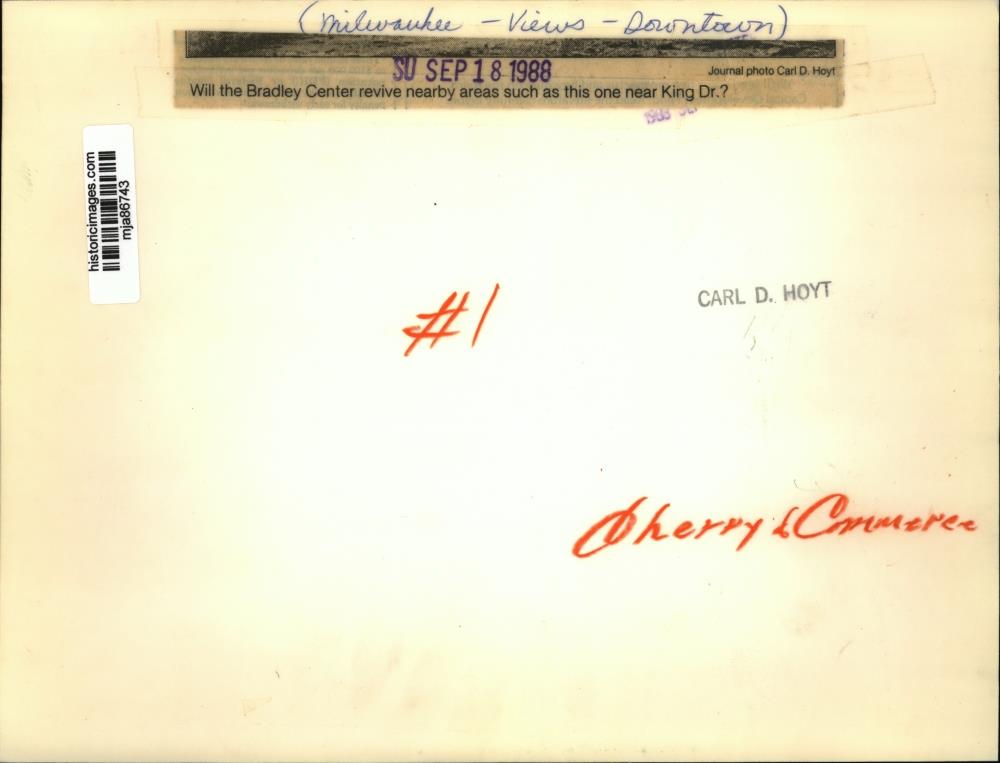 (Milwaukee - Views - Downtown)
SU SEP 18 1988
Journal photo Carl D. Hoyt
Will the Bradley Center revive nearby areas such as this one near King Dr.?
1988
historicimages.com
mja86743
#1
CARL D. HOYT
Cherry & Commerce